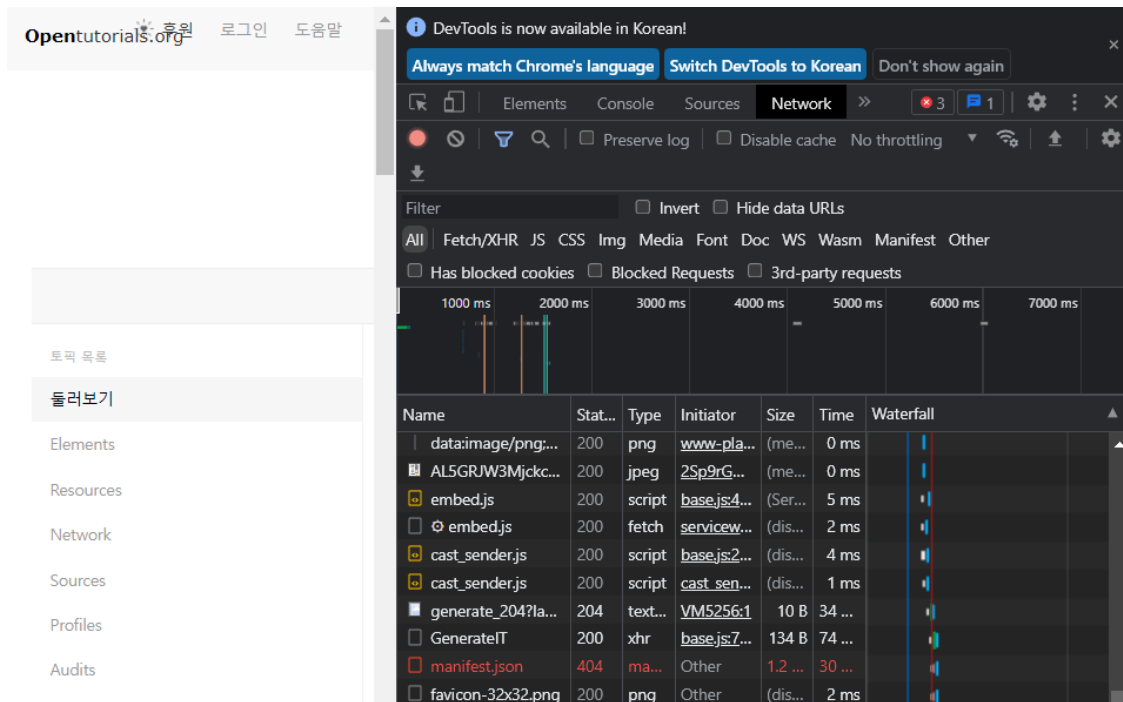 Opentutorials.org 후원 로그인 도움말
토픽 목록
둘러보기
Elements
Resources
Network
Sources
Profiles
Audits
DevTools is now available in Korean!
Always match Chrome's language Switch DevTools to Korean Don't show again
Elements Console Sources Network 3 1
Preserve log Disable cache No throttling
Filter Invert Hide data URLs
All Fetch/XHR JS CSS Img Media Font Doc WS Wasm Manifest Other
Has blocked cookies Blocked Requests 3rd-party requests
1000 ms 2000 ms 3000 ms 4000 ms 5000 ms 6000 ms 7000 ms
Name Stat... Type Initiator Size Time Waterfall
data:image/png;... 200 png www-pla... (me... 0 ms
AL5GRJW3Mjckc... 200 jpeg 2Sp9rG... (me... 0 ms
embed.js 200 script base.js:4... (Ser... 5 ms
embed.js 200 fetch servicew... (dis... 2 ms
cast_sender.js 200 script base.js:2... (dis... 4 ms
cast_sender.js 200 script cast_sen... (dis... 1 ms
generate_204?la... 204 text... VM5256:1 10 B 34 ...
GenerateIT 200 xhr base.js:7... 134 B 74 ...
manifest.json 404 ma... Other 1.2 ... 30 ...
favicon-32x32.png 200 png Other (dis... 2 ms